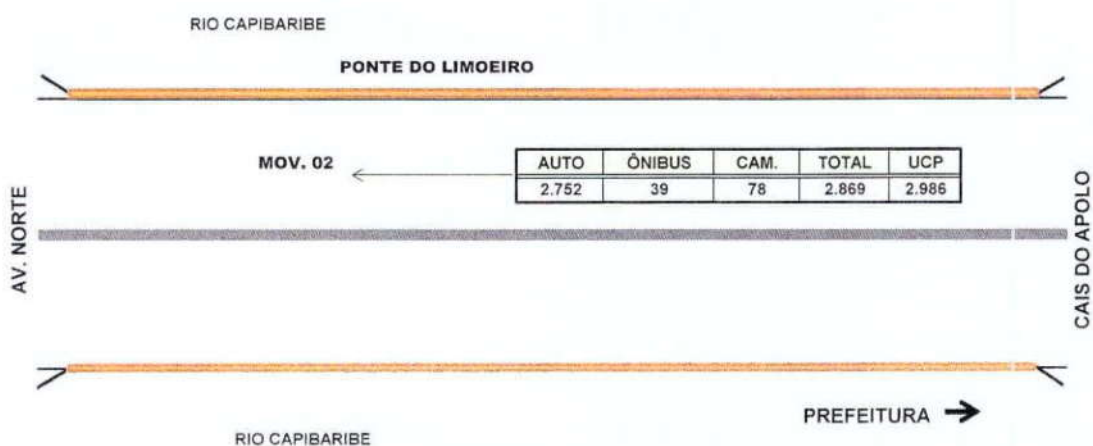 RIO CAPIBARIBE
PONTE DO LIMOEIRO
MOV. 02
AUTO ÔNIBUS CAM. TOTAL UCP
2.752 39 78 2.869 2.986
AV. NORTE
CAIS DO APOLO
PREFEITURA
RIO CAPIBARIBE